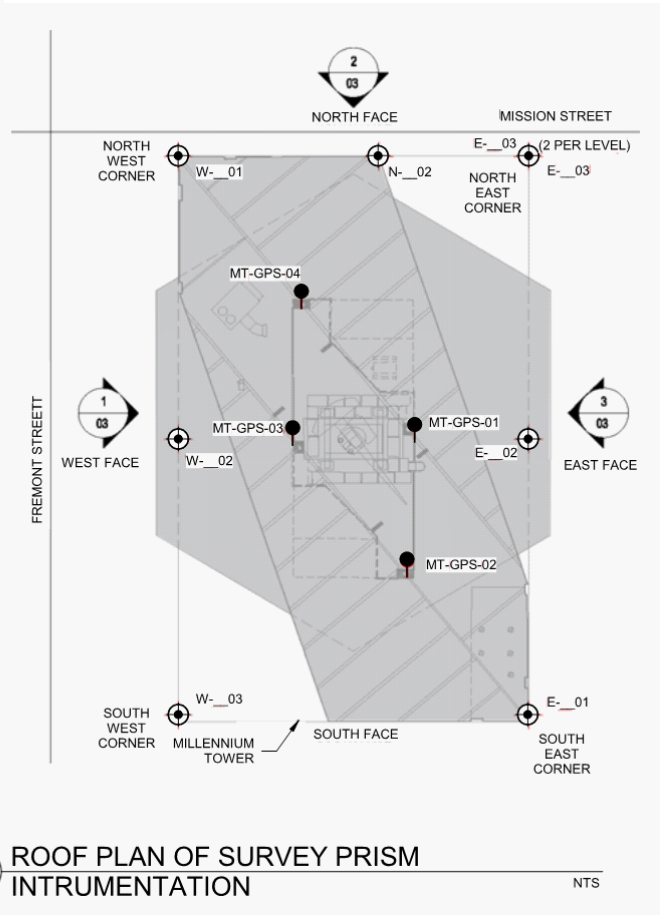 2
03
NORTH FACE
MISSION STREET
NORTH
WEST
CORNER
W-__01
N-__02
E-__03
(2 PER LEVEL)
E-__03
NORTH
EAST
CORNER
MT-GPS-04
1
03
WEST FACE
MT-GPS-03
MT-GPS-01
3
03
EAST FACE
W-__02
E-__02
FREMONT STREETT
MT-GPS-02
W-__03
E-__01
SOUTH
WEST
CORNER
MILLENNIUM
TOWER
SOUTH FACE
SOUTH
EAST
CORNER
ROOF PLAN OF SURVEY PRISM
INTRUMENTATION
NTS